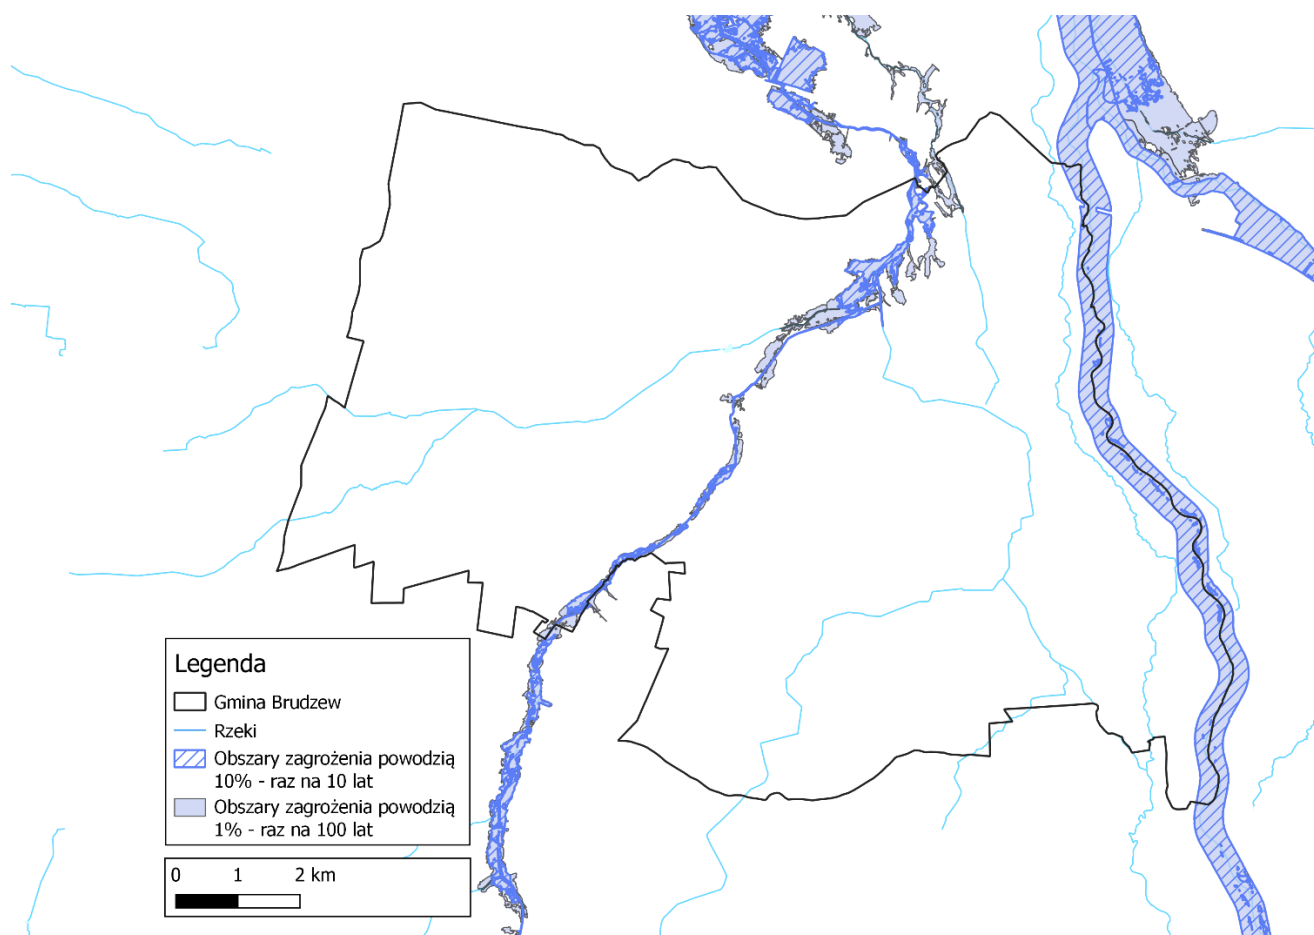 Legenda
Gmina Brudzew
Rzeki
Obszary zagrożenia powodzią
10% - raz na 10 lat
Obszary zagrożenia powodzią
1% - raz na 100 lat
0 1 2 km